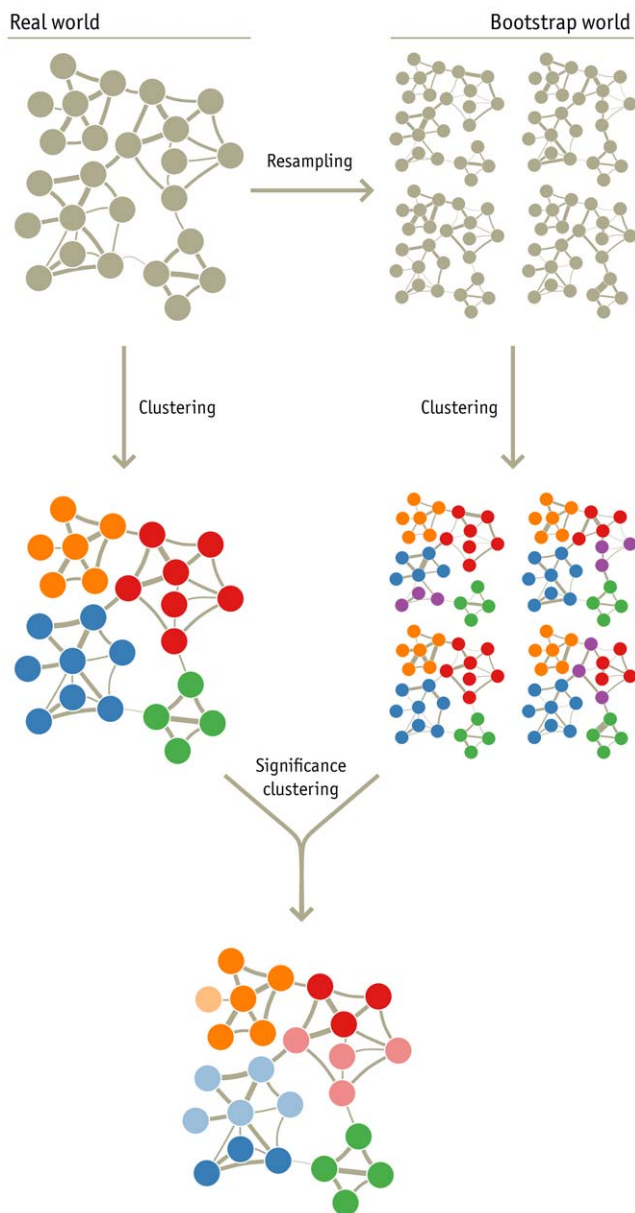 Real world
Bootstrap world
Resampling
Clustering
Clustering
Significance
clustering